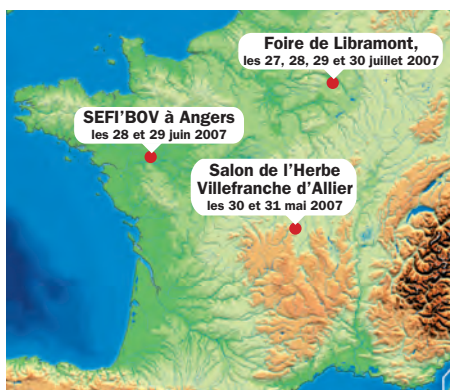 Foire de Libramont,
les 27, 28, 29 et 30 juillet 2007
SEFI'BOV à Angers
les 28 et 29 juin 2007
Salon de l'Herbe
Villefranche d'Allier
les 30 et 31 mai 2007